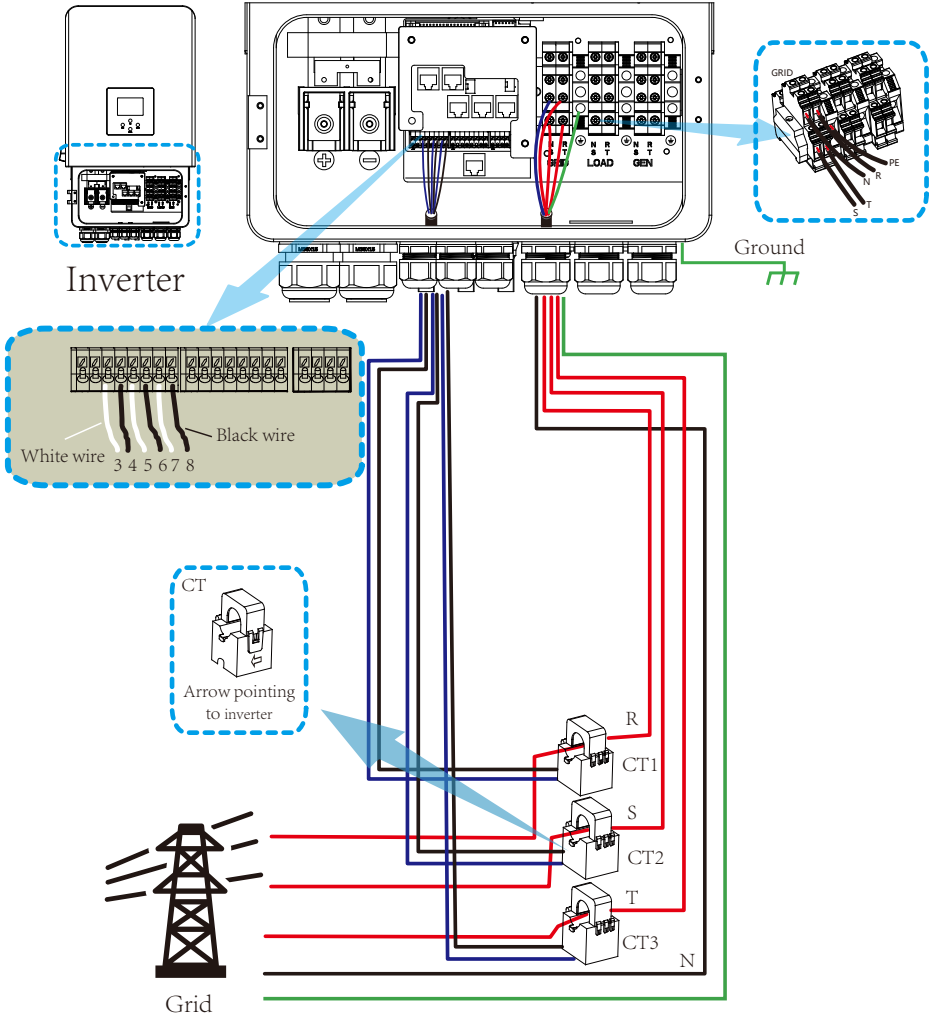 GRID
PE
R
N
T
S
N R N R N R
S T S T S T
GRID LOAD GEN
Ground
Inverter
White wire
3 4 5 6 7 8
Black wire
CT
Arrow pointing
to inverter
R
CT1
S
CT2
T
CT3
N
Grid